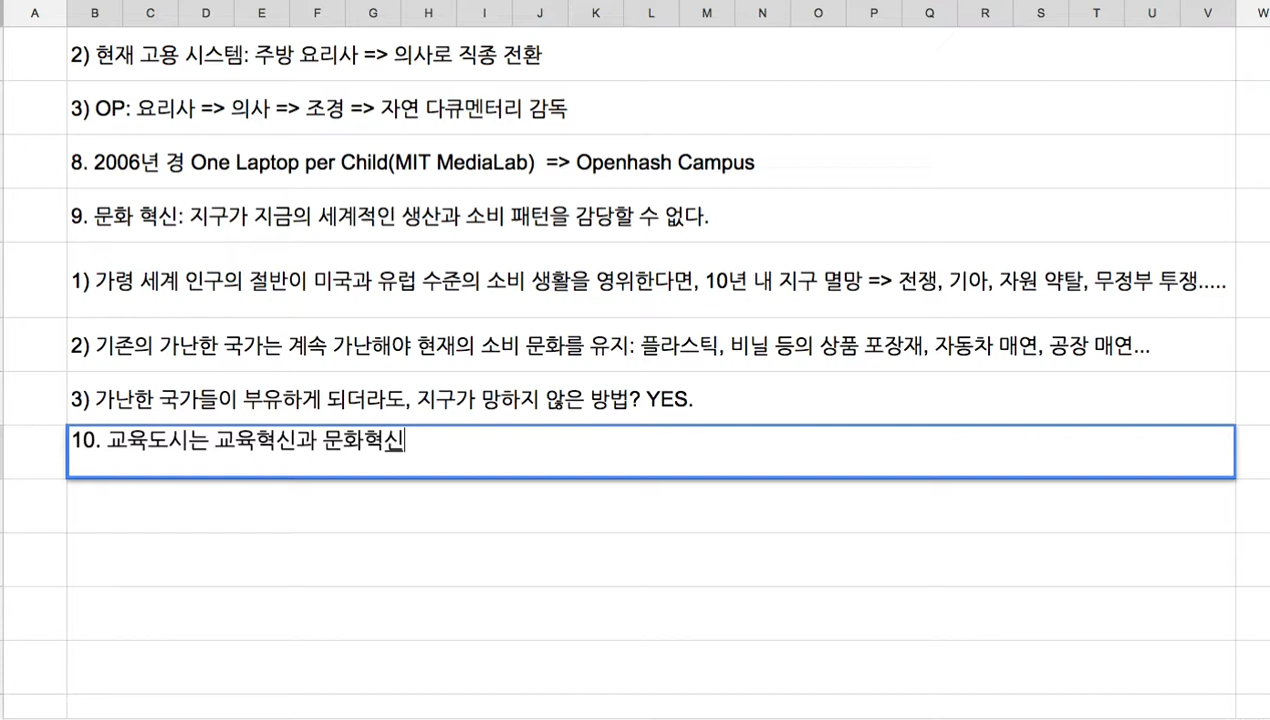 A B C D E F G H I J K L M N O P Q R S T U V W
2) 현재 고용 시스템: 주방 요리사 => 의사로 직종 전환
3) OP: 요리사 => 의사 => 조경 => 자연 다큐멘터리 감독
8. 2006년 경 One Laptop per Child(MIT MediaLab)  => Openhash Campus
9. 문화 혁신: 지구가 지금의 세계적인 생산과 소비 패턴을 감당할 수 없다.
1) 가령 세계 인구의 절반이 미국과 유럽 수준의 소비 생활을 영위한다면, 10년 내 지구 멸망 => 전쟁, 기아, 자원 약탈, 무정부 투쟁.....
2) 기존의 가난한 국가는 계속 가난해야 현재의 소비 문화를 유지: 플라스틱, 비닐 등의 상품 포장재, 자동차 매연, 공장 매연...
3) 가난한 국가들이 부유하게 되더라도, 지구가 망하지 않은 방법? YES.
10. 교육도시는 교육혁신과 문화혁신